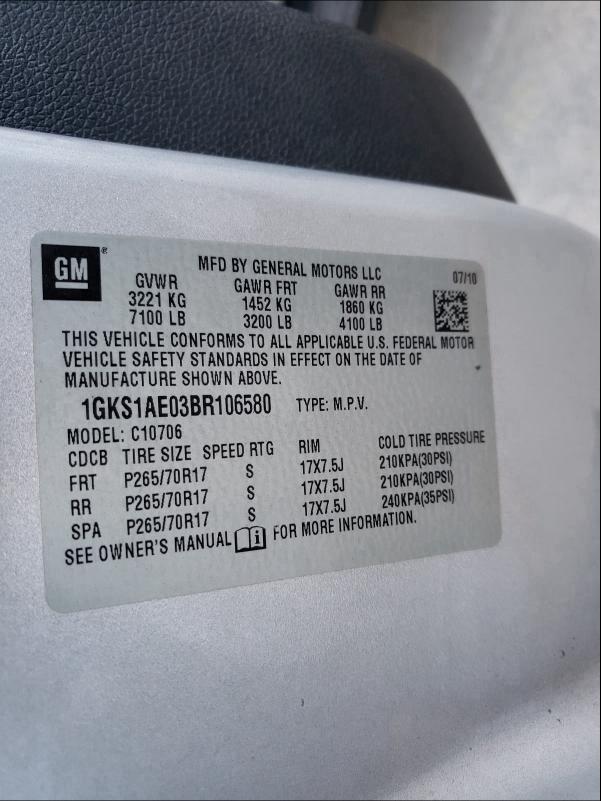 GM®
MFD BY GENERAL MOTORS LLC 07/10
GVWR GAWR FRT GAWR RR
3221 KG 1452 KG 1860 KG
7100 LB 3200 LB 4100 LB
THIS VEHICLE CONFORMS TO ALL APPLICABLE U.S. FEDERAL MOTOR
VEHICLE SAFETY STANDARDS IN EFFECT ON THE DATE OF
MANUFACTURE SHOWN ABOVE.
1GKS1AE03BR106580 TYPE: M.P.V.
MODEL: C10706
CDCB TIRE SIZE SPEED RTG RIM COLD TIRE PRESSURE
FRT P265/70R17 S 17X7.5J 210KPA(30PSI)
RR P265/70R17 S 17X7.5J 210KPA(30PSI)
SPA P265/70R17 S 17X7.5J 240KPA(35PSI)
SEE OWNER'S MANUAL i FOR MORE INFORMATION.